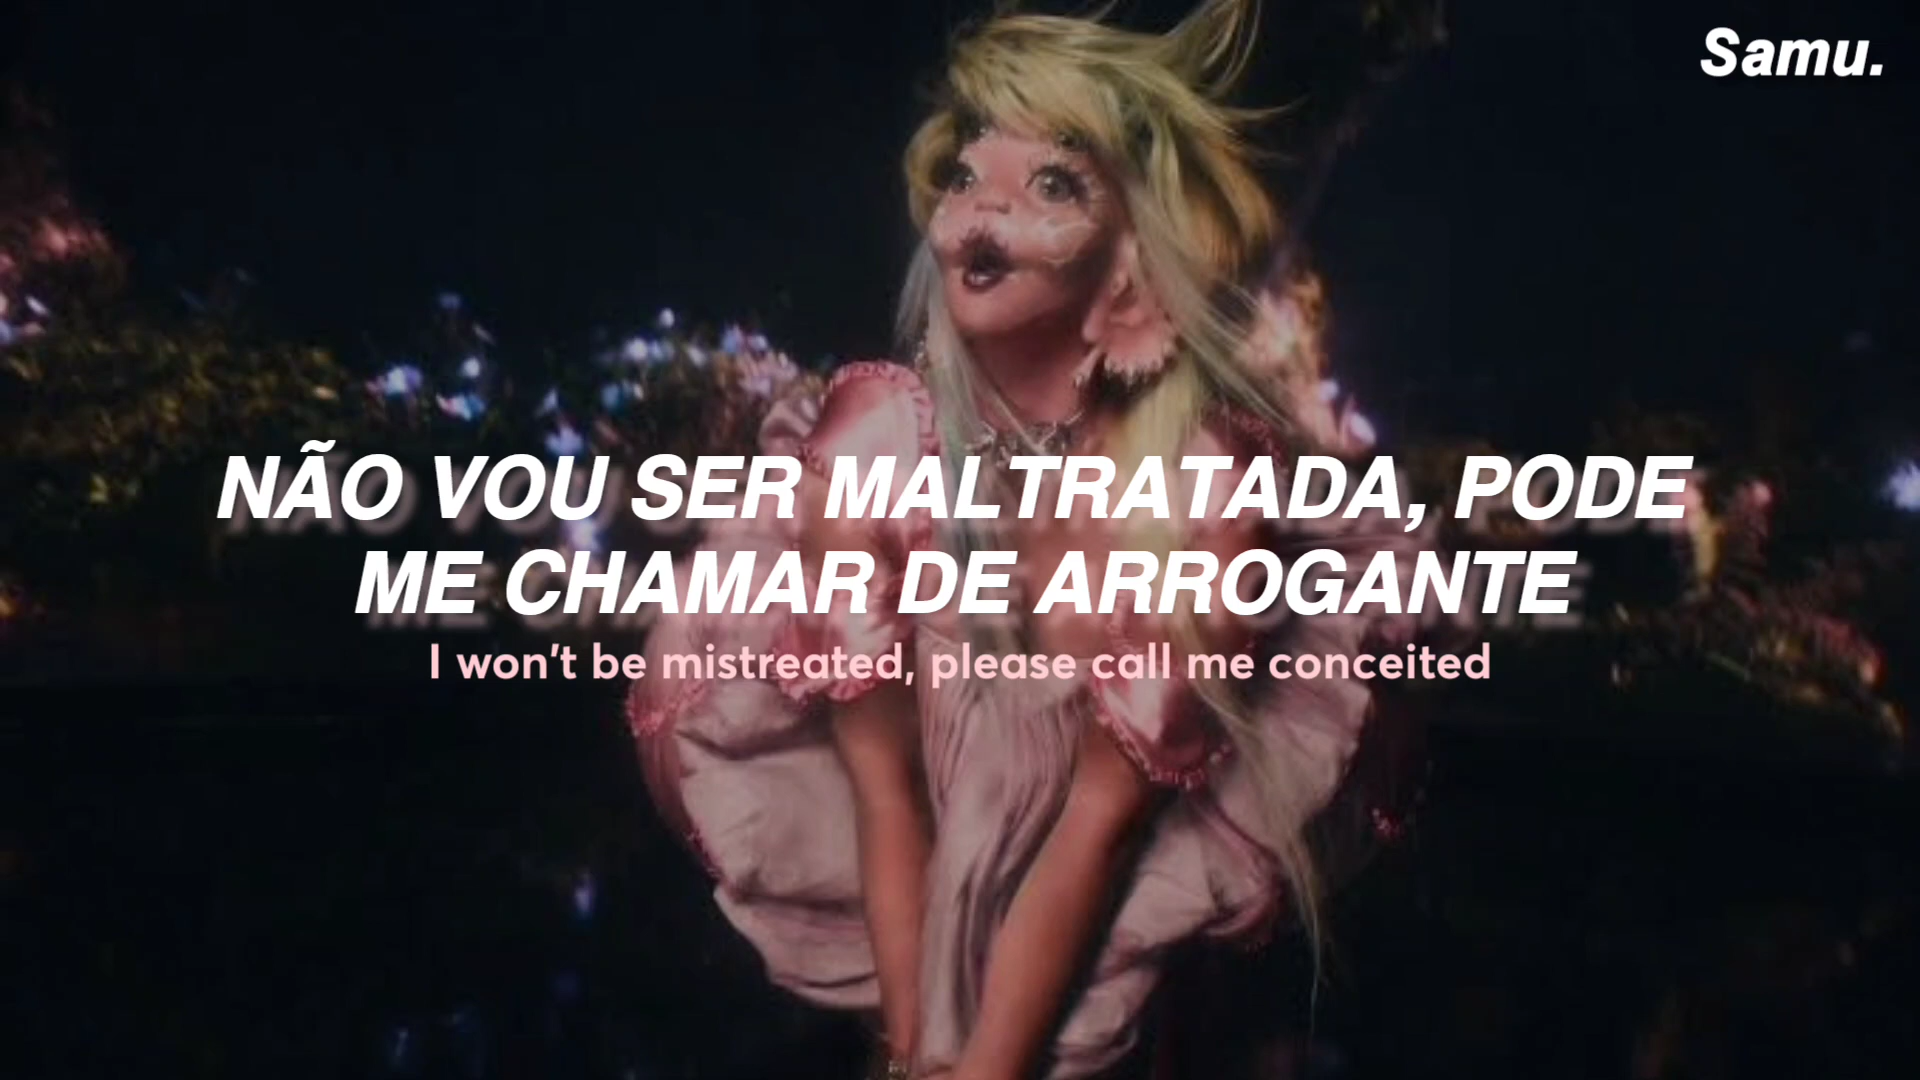 Samu.
NÃO VOU SER MALTRATADA, PODE
ME CHAMAR DE ARROGANTE
I won't be mistreated, please call me conceited